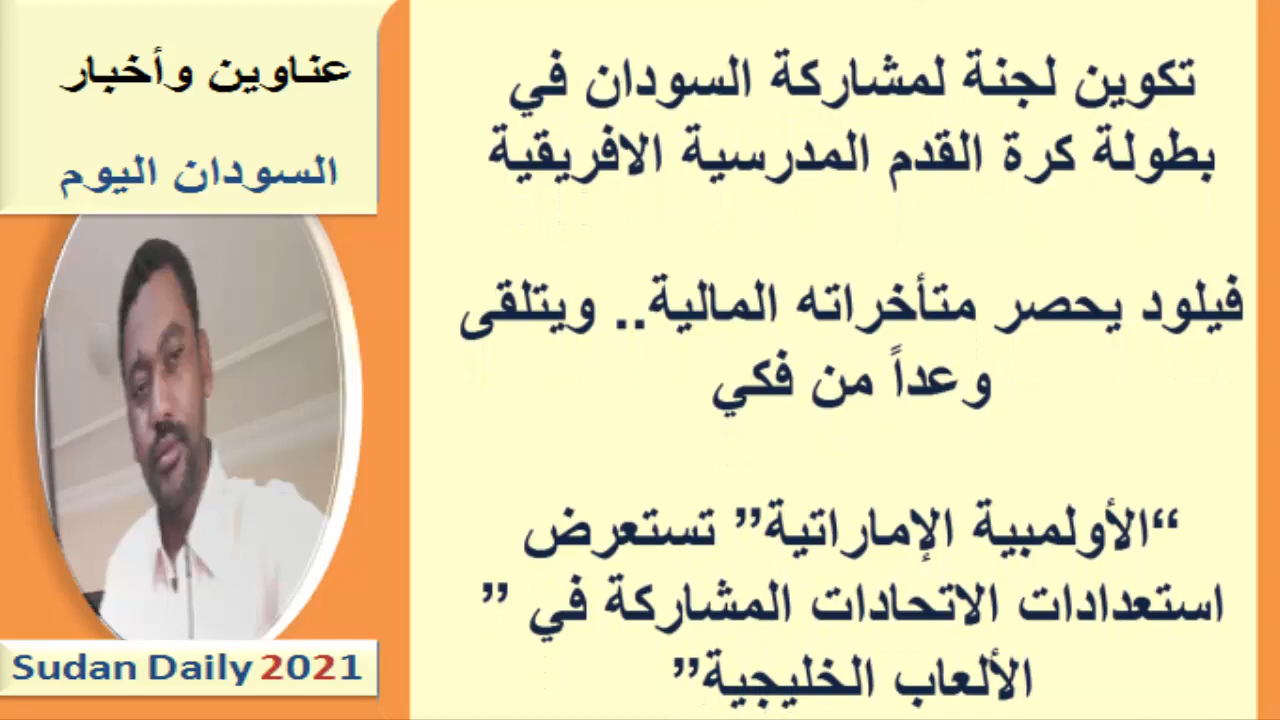 عناوين وأخبار
السودان اليوم
تكوين لجنة لمشاركة السودان في
بطولة كرة القدم المدرسية الافريقية
فيلود يحصر متأخراته المالية.. ويتلقى
وعداً من فكي
“الأولمبية الإماراتية” تستعرض
استعدادات الاتحادات المشاركة في ”
الألعاب الخليجية”
Sudan Daily 2021